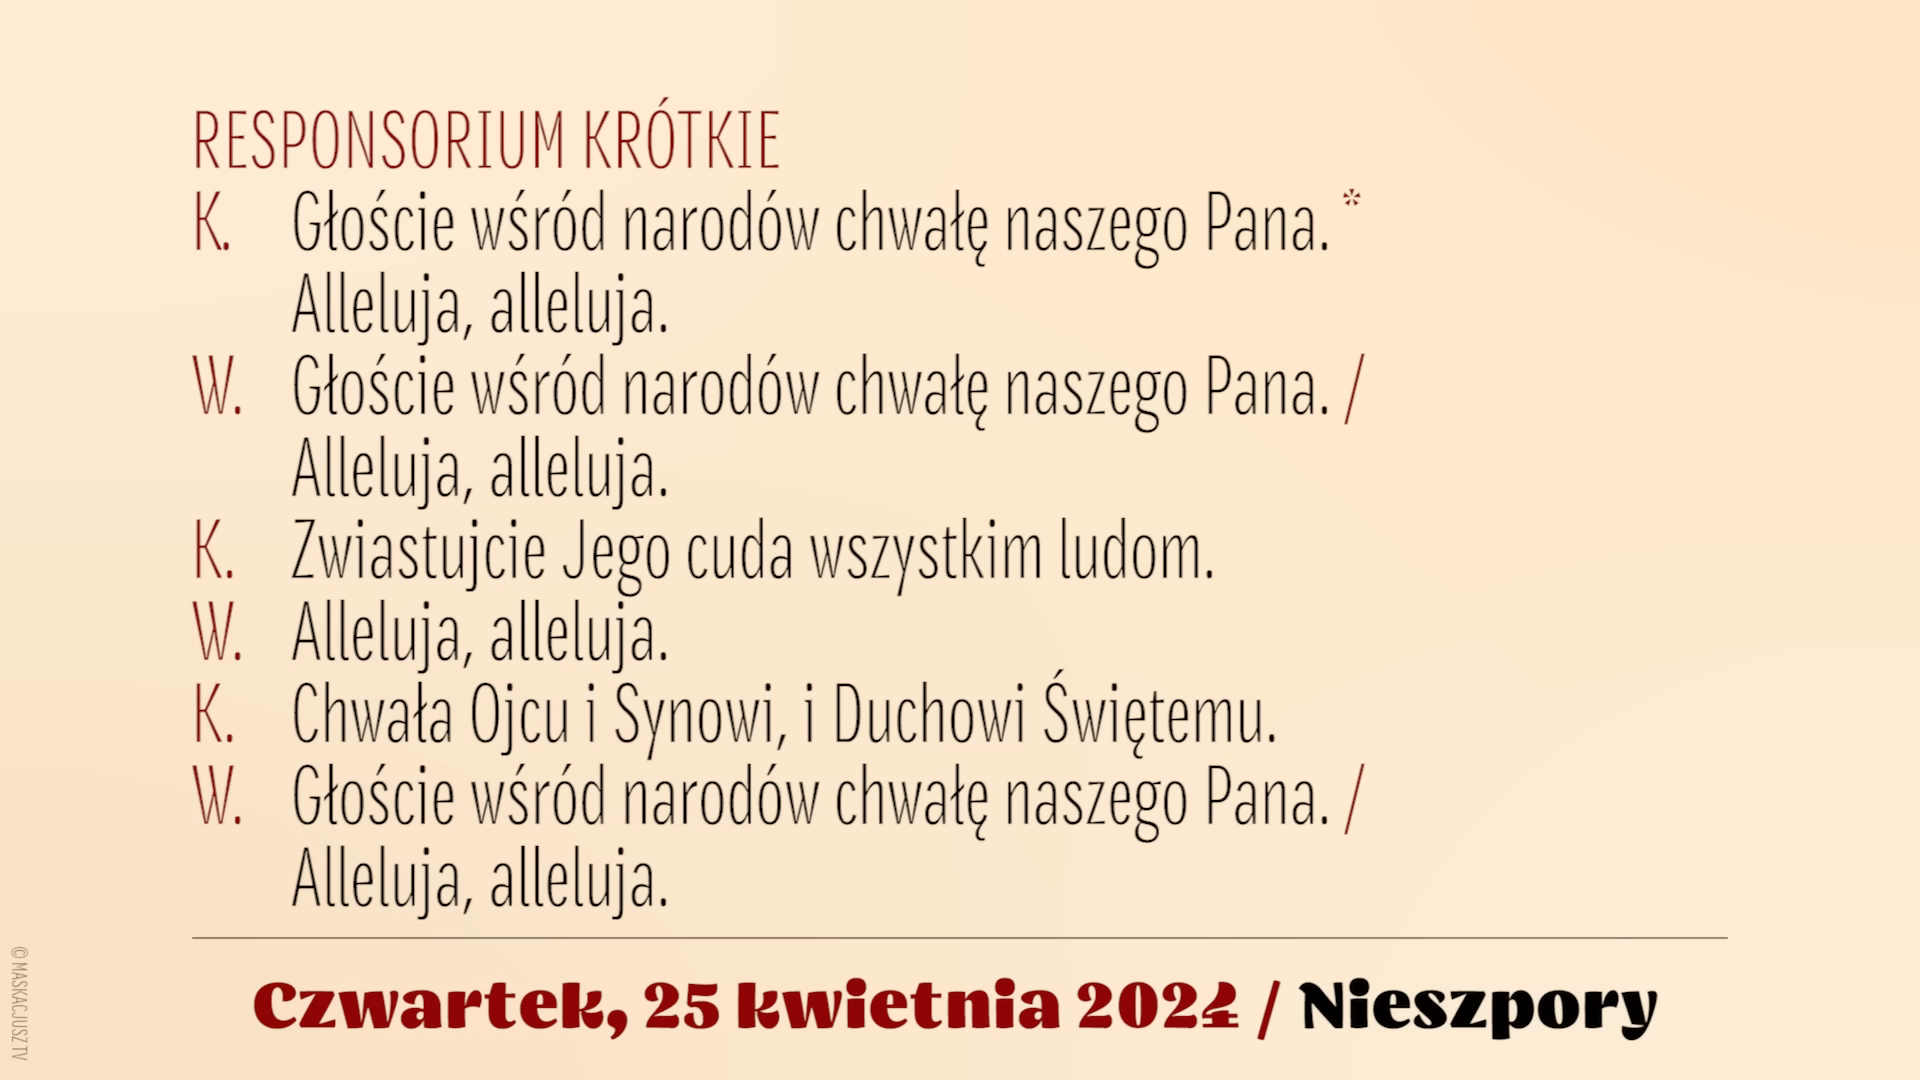 RESPONSORIUM KRÓTKIE
K. Głoście wśród narodów chwałę naszego Pana. *
Alleluja, alleluja.
W. Głoście wśród narodów chwałę naszego Pana. /
Alleluja, alleluja.
K. Zwiastujcie Jego cuda wszystkim ludom.
W. Alleluja, alleluja.
K. Chwała Ojcu i Synowi, i Duchowi Świętemu.
W. Głoście wśród narodów chwałę naszego Pana. /
Alleluja, alleluja.
Czwartek, 25 kwietnia 2024 / Nieszpory
© MASKACJUSZ TV